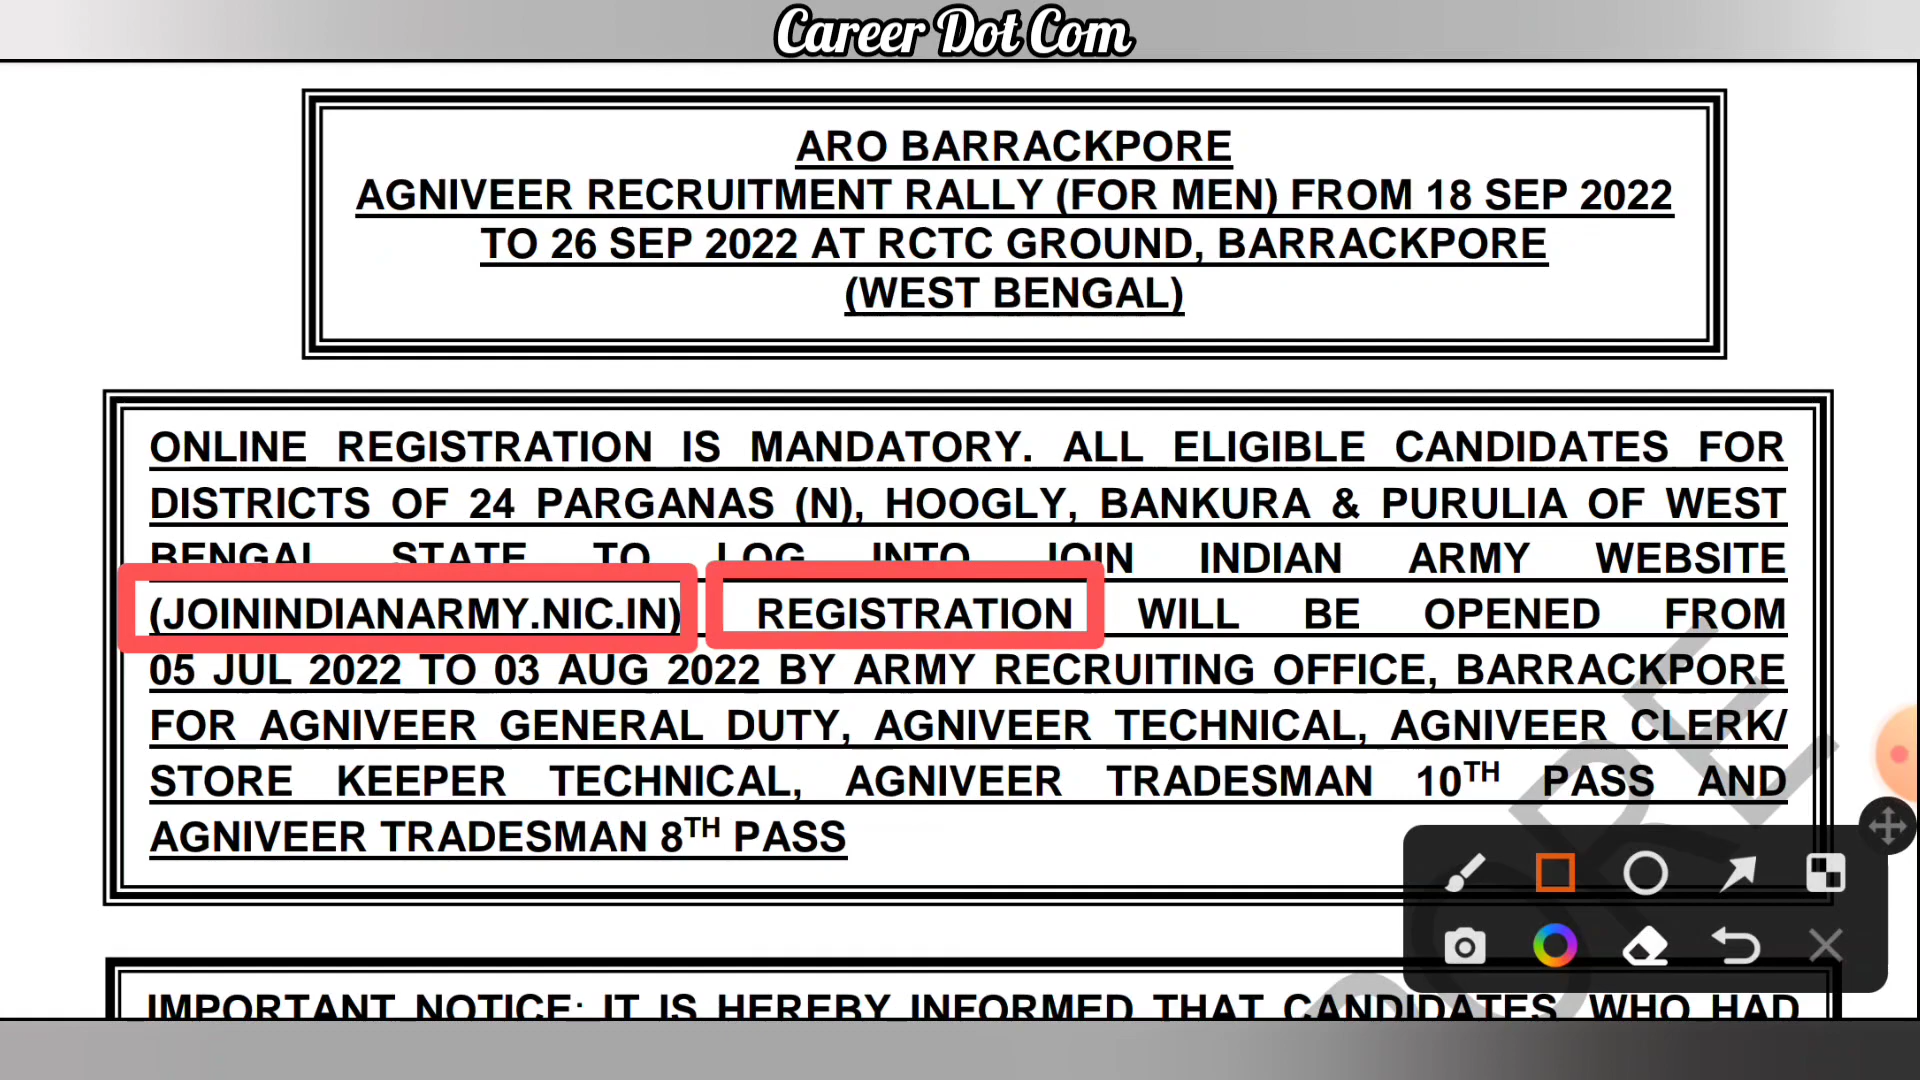 Career Dot Com
ARO BARRACKPORE
AGNIVEER RECRUITMENT RALLY (FOR MEN) FROM 18 SEP 2022
TO 26 SEP 2022 AT RCTC GROUND, BARRACKPORE
(WEST BENGAL)
ONLINE REGISTRATION IS MANDATORY. ALL ELIGIBLE CANDIDATES FOR
DISTRICTS OF 24 PARGANAS (N), HOOGLY, BANKURA & PURULIA OF WEST
BENGAL STATE TO LOG INTO JOIN INDIAN ARMY WEBSITE
(JOININDIANARMY.NIC.IN) REGISTRATION WILL BE OPENED FROM
05 JUL 2022 TO 03 AUG 2022 BY ARMY RECRUITING OFFICE, BARRACKPORE
FOR AGNIVEER GENERAL DUTY, AGNIVEER TECHNICAL, AGNIVEER CLERK/
STORE KEEPER TECHNICAL, AGNIVEER TRADESMAN 10TH PASS AND
AGNIVEER TRADESMAN 8TH PASS
IMPORTANT NOTICE: IT IS HEREBY INFORMED THAT CANDIDATES WHO HAD